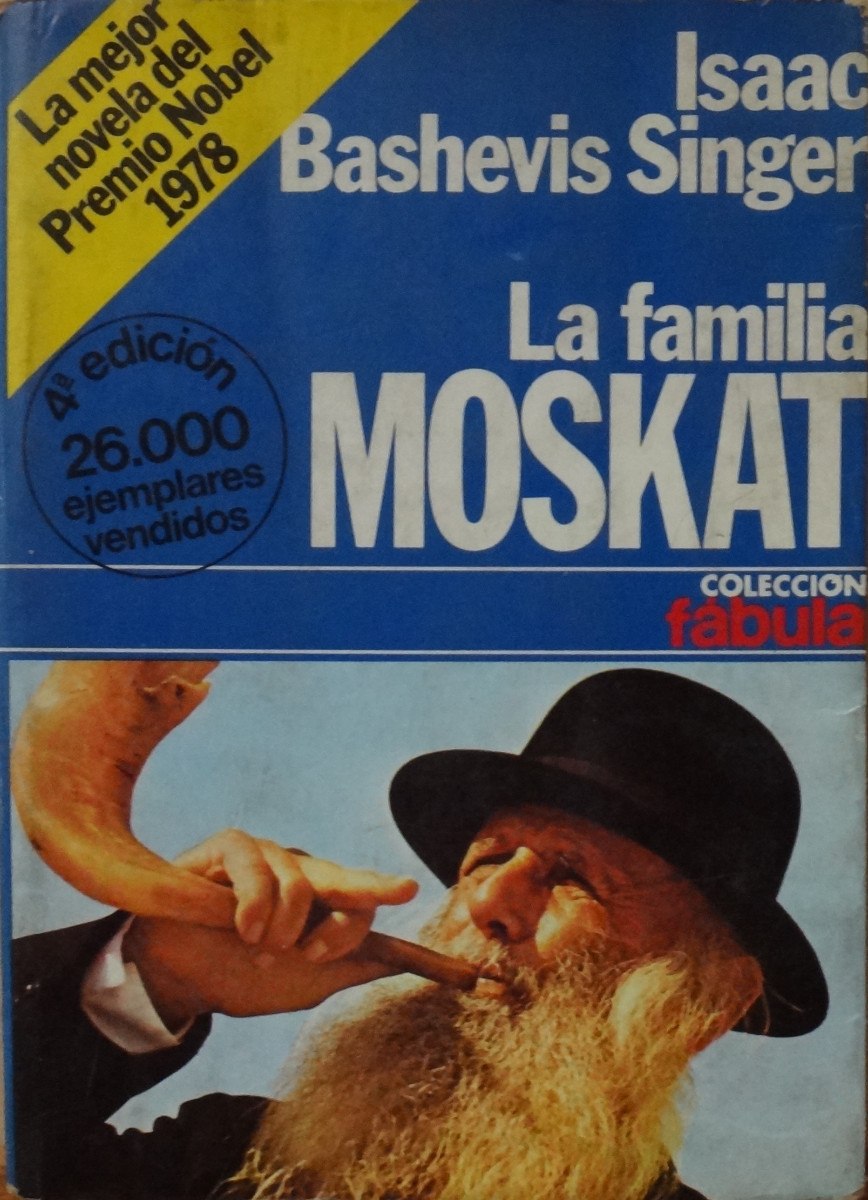 La mejor
novela del
Premio Nobel
1978
Isaac
Bashevis Singer
La familia
MOSKAT
4ª edición
26.000
ejemplares
vendidos
COLECCIÓN
fábula